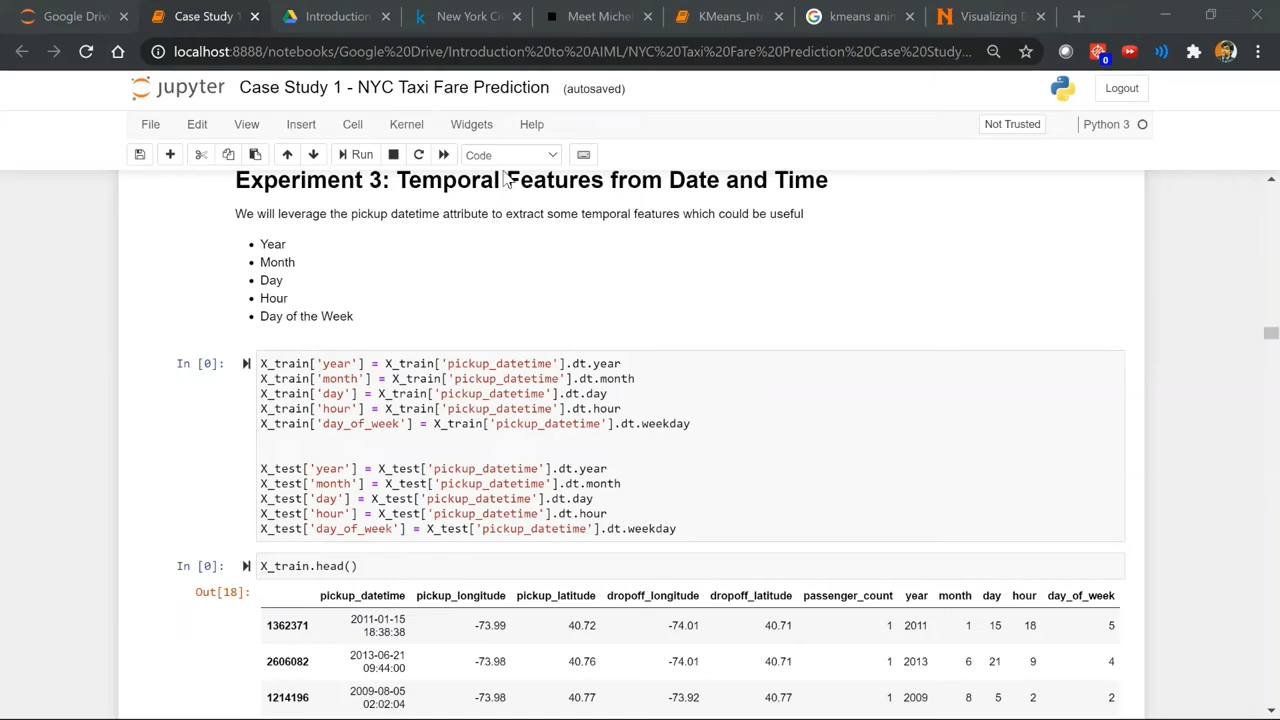 Google Driv
Case Study 1
Introduction
New York Ci
Meet Michel
KMeans_Intr
kmeans anin
Visualizing D
localhost:8888/notebooks/Google%20Drive/Introduction%20to%20AIML/NYC%20Taxi%20Fare%20Prediction%20Case%20Study...
0
jupyter Case Study 1 - NYC Taxi Fare Prediction (autosaved)
Logout
File Edit View Insert Cell Kernel Widgets Help
Not Trusted
Python 3
Run
Code
Experiment 3: Temporal Features from Date and Time
We will leverage the pickup datetime attribute to extract some temporal features which could be useful
• Year
• Month
• Day
• Hour
• Day of the Week
In [0]:
X_train['year'] = X_train['pickup_datetime'].dt.year
X_train['month'] = X_train['pickup_datetime'].dt.month
X_train['day'] = X_train['pickup_datetime'].dt.day
X_train['hour'] = X_train['pickup_datetime'].dt.hour
X_train['day_of_week'] = X_train['pickup_datetime'].dt.weekday
X_test['year'] = X_test['pickup_datetime'].dt.year
X_test['month'] = X_test['pickup_datetime'].dt.month
X_test['day'] = X_test['pickup_datetime'].dt.day
X_test['hour'] = X_test['pickup_datetime'].dt.hour
X_test['day_of_week'] = X_test['pickup_datetime'].dt.weekday
In [0]: X_train.head()
Out[18]:
pickup_datetime pickup_longitude pickup_latitude dropoff_longitude dropoff_latitude passenger_count year month day hour day_of_week
1362371 2011-01-15 18:38:38 -73.99 40.72 -74.01 40.71 1 2011 1 15 18 5
2606082 2013-06-21 09:44:00 -73.98 40.76 -74.01 40.71 1 2013 6 21 9 4
1214196 2009-08-05 02:02:04 -73.98 40.77 -73.92 40.77 1 2009 8 5 2 2